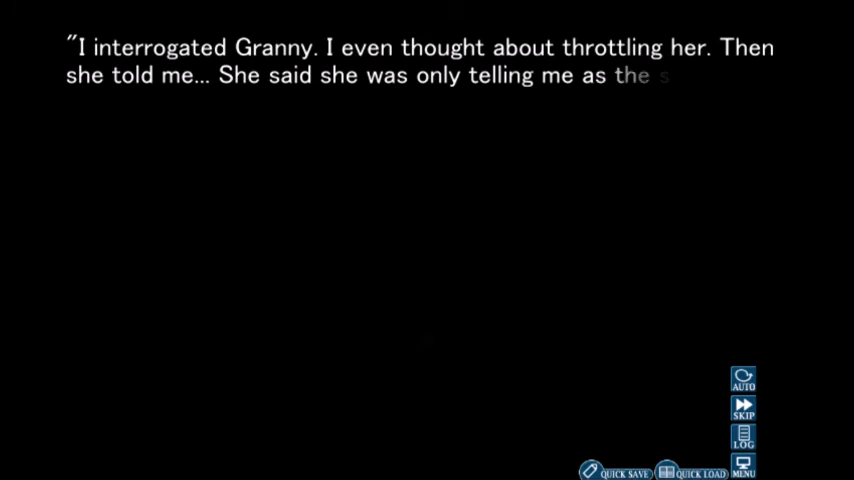 "I interrogated Granny. I even thought about throttling her. Then
she told me... She said she was only telling me as the s
AUTO
SKIP
LOG
MENU
QUICK SAVE
QUICK LOAD